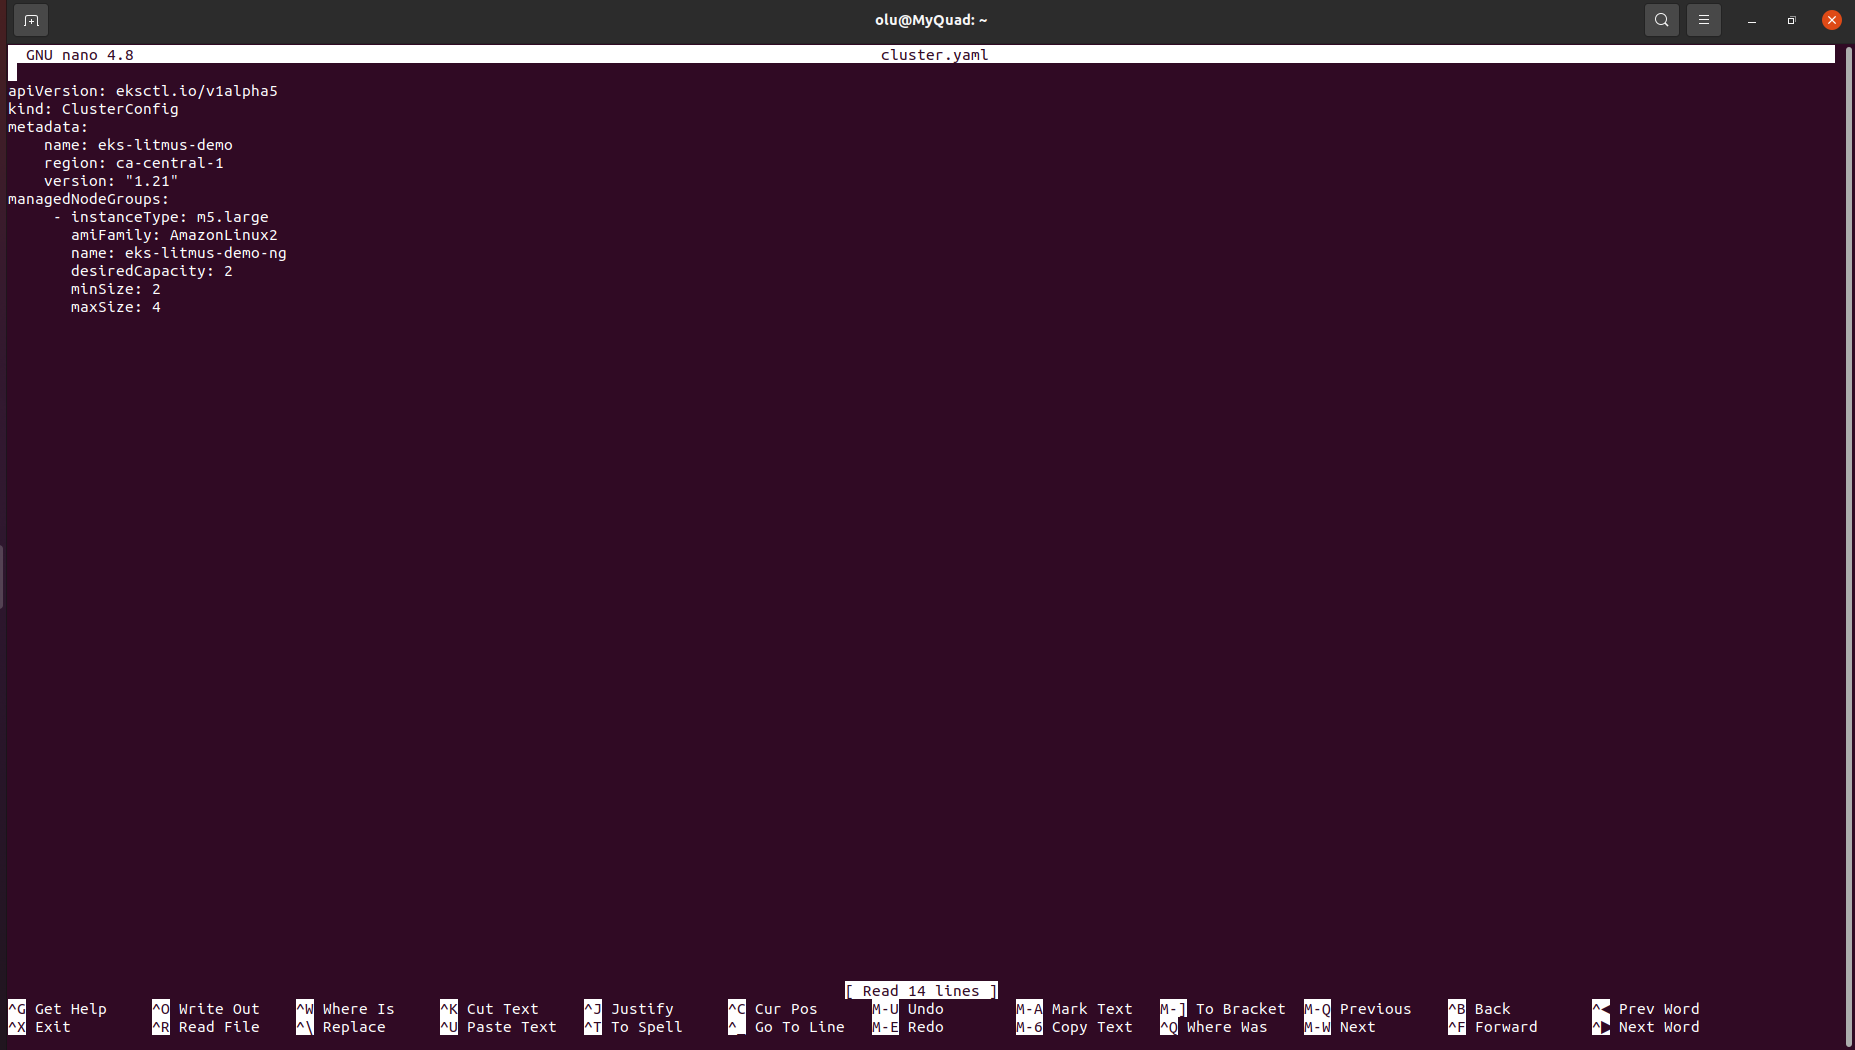 olu@MyQuad: ~
GNU nano 4.8 cluster.yaml
apiVersion: eksctl.io/v1alpha5
kind: ClusterConfig
metadata:
    name: eks-litmus-demo
    region: ca-central-1
    version: "1.21"
managedNodeGroups:
     - instanceType: m5.large
       amiFamily: AmazonLinux2
       name: eks-litmus-demo-ng
       desiredCapacity: 2
       minSize: 2
       maxSize: 4
[ Read 14 lines ]
^G Get Help ^O Write Out ^W Where Is ^K Cut Text ^J Justify ^C Cur Pos M-U Undo M-A Mark Text M-] To Bracket M-Q Previous ^B Back ^◀ Prev Word
^X Exit ^R Read File ^\ Replace ^U Paste Text ^T To Spell ^_ Go To Line M-E Redo M-6 Copy Text ^Q Where Was M-W Next ^F Forward ^▶ Next Word